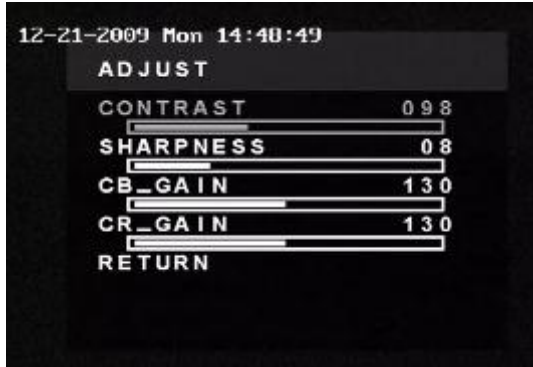 12-21-2009 Mon 14:48:49
ADJUST
CONTRAST 098
SHARPNESS 08
CB_GAIN 130
CR_GAIN 130
RETURN